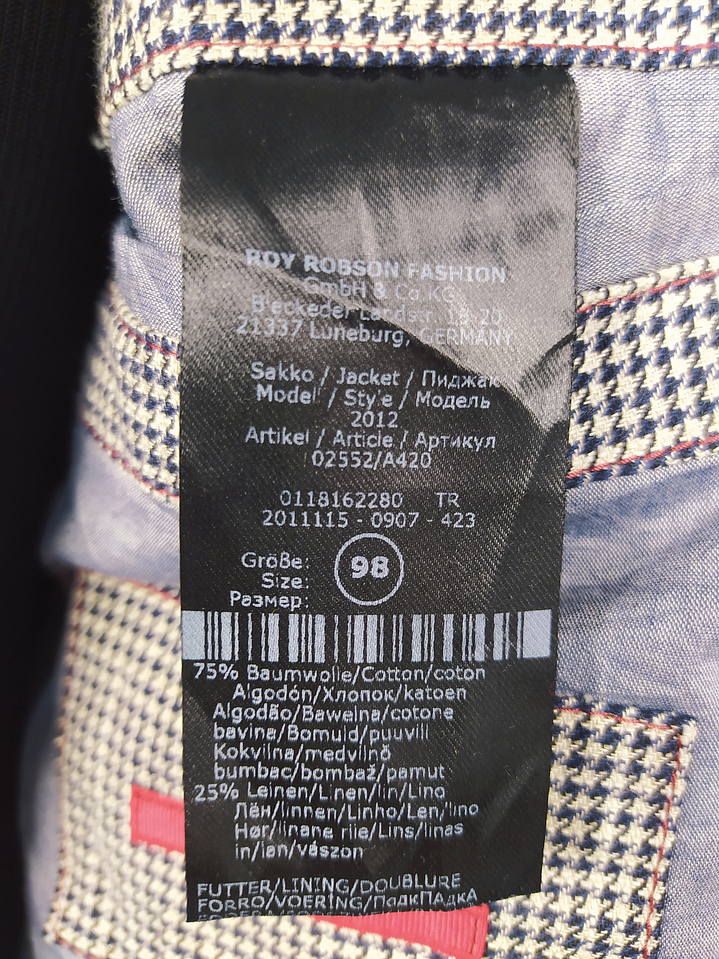 ROY ROBSON FASHION
GmbH & Co KG
Bleckeder Landstr. 18-20
21337 Luneburg, GERMANY
Sakko / Jacket / Пиджак
Model / Style / Модель
2012
Artikel / Article / Артикул
02552/A420
0118162280 TR
2011115 - 0907 - 423
Größe:
Size: 98
Размер:
75% Baumwolle/Cotton/coton
Algodón/Хлопок/katoen
Algodão/Bawelna/cotone
bavlna/Bomuld/puuvill
Kokvilna/medvilnő
bumbac/bombaž/pamut
25% Leinen/Linen/lin/Lino
Лён/linnen/Linho/Len/lino
Hør/linane riie/Lins/linas
in/lan/vászon
FUTTER/LINING/DOUBLURE
FORRO/VOERING/ПадкПАдкА